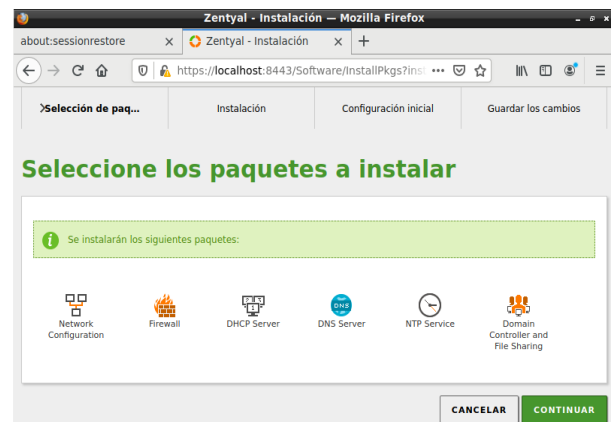 Zentyal - Instalación — Mozilla Firefox
about:sessionrestore
Zentyal - Instalación
https://localhost:8443/Software/InstallPkgs?ins
Selección de paq...
Instalación
Configuración inicial
Guardar los cambios
Seleccione los paquetes a instalar
Se instalarán los siguientes paquetes:
Network
Configuration
Firewall
DHCP Server
DNS
DNS Server
NTP Service
Domain
Controller and
File Sharing
CANCELAR
CONTINUAR